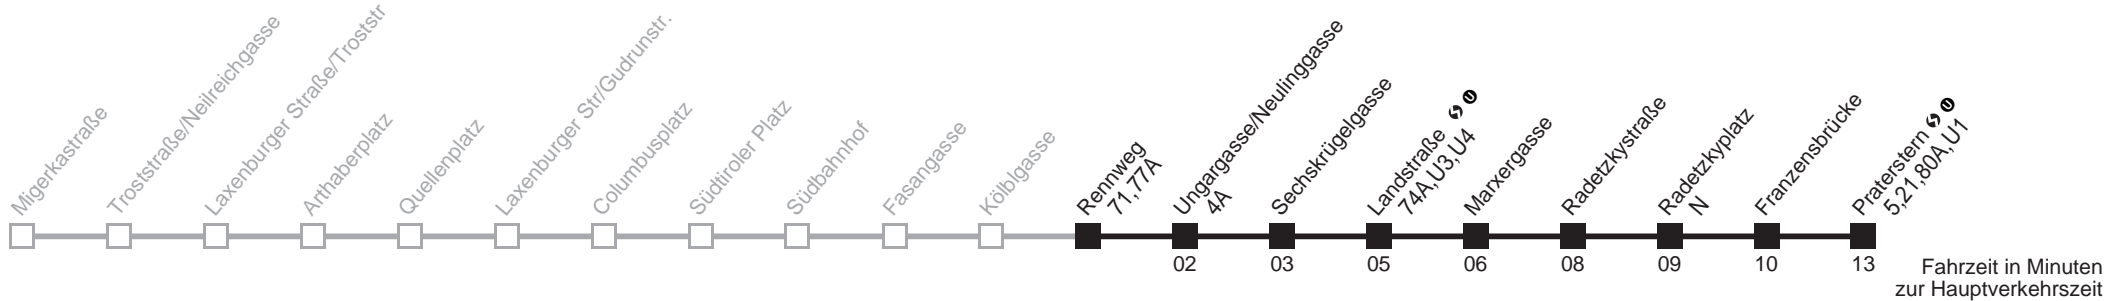 Migerkastraße
Troststraße/Neilreichgasse
Laxenburger Straße/Troststr
Arthaberplatz
Quellenplatz
Laxenburger Str/Gudrunstr.
Columbusplatz
Südtiroler Platz
Südbahnhof
Fasangasse
Kölblgasse
Rennweg
71,77A
Ungargasse/Neulinggasse
4A
Sechskrügelgasse
Landstraße S U
74A,U3,U4
Marxergasse
Radetzkystraße
Radetzkyplatz
N
Franzensbrücke
Praterstern S U
5,21,80A,U1
02 03 05 06 08 09 10 13
Fahrzeit in Minuten
zur Hauptverkehrszeit